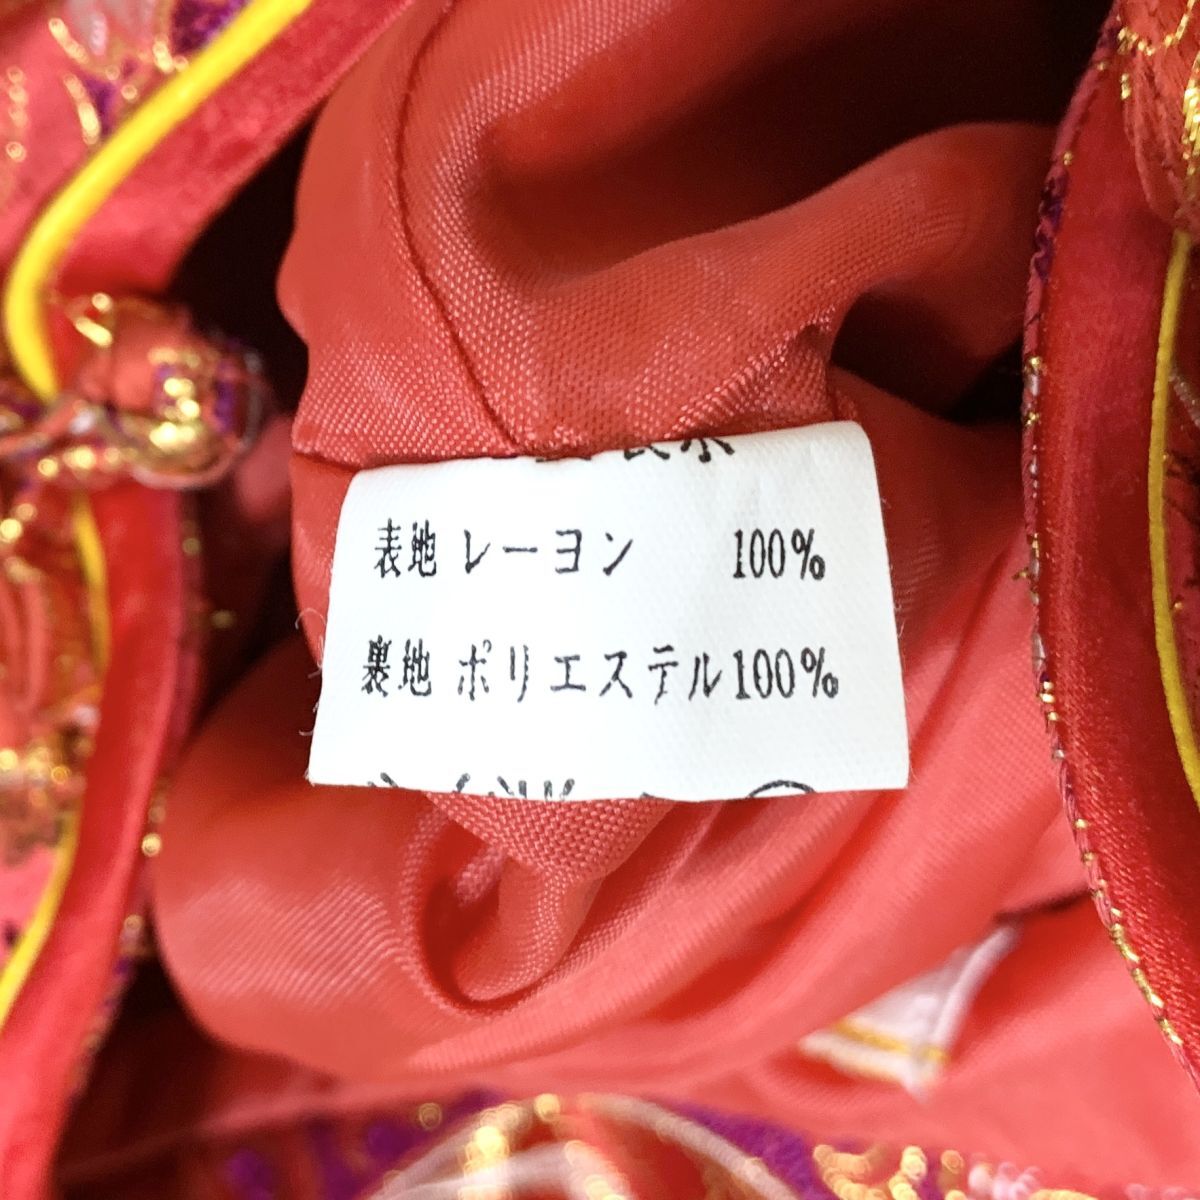 表地 レーヨン 100%
裏地 ポリエステル100%